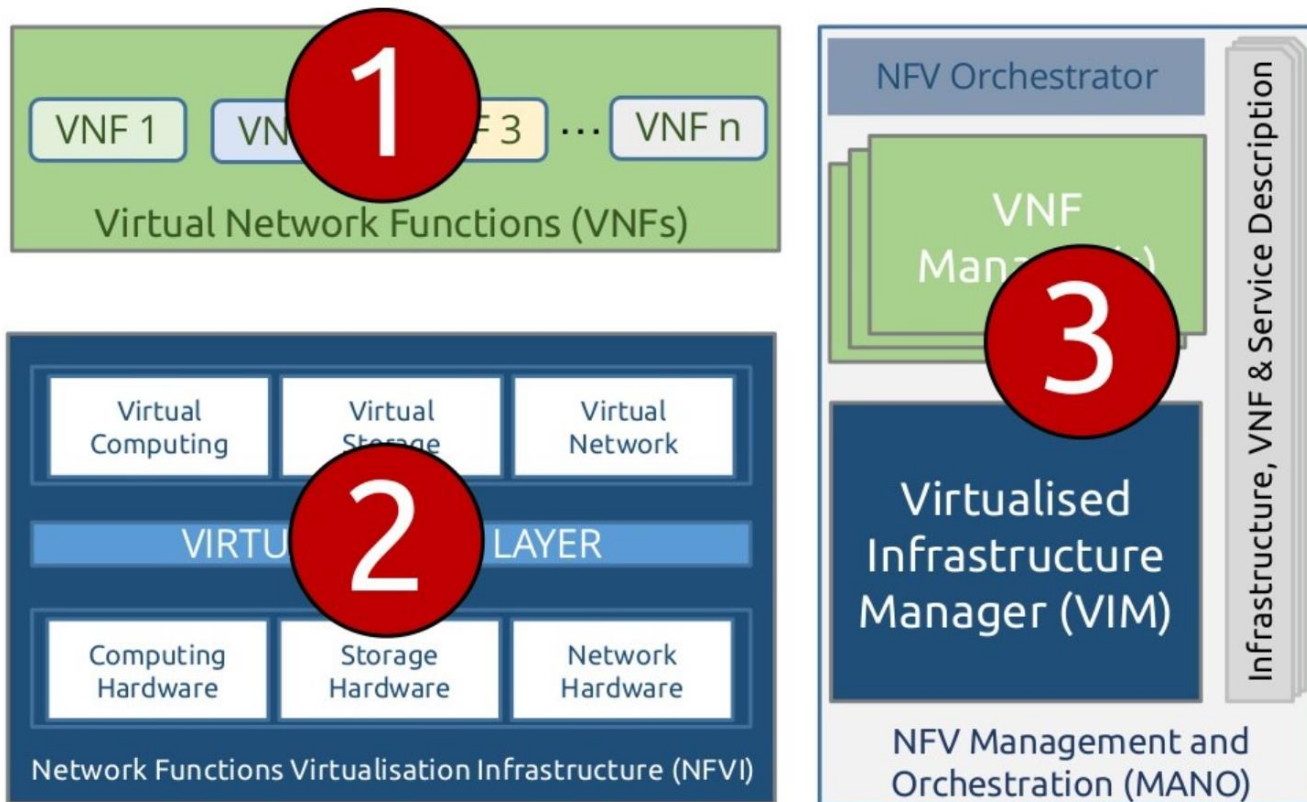 1
VNF 1
VN
F 3
...
VNF n
Virtual Network Functions (VNFs)
Virtual
Computing
Virtual
Storage
Virtual
Network
2
VIRTU
LAYER
Computing
Hardware
Storage
Hardware
Network
Hardware
Network Functions Virtualisation Infrastructure (NFVI)
NFV Orchestrator
VNF
3
Virtualised
Infrastructure
Manager (VIM)
Infrastructure, VNF & Service Description
NFV Management and
Orchestration (MANO)